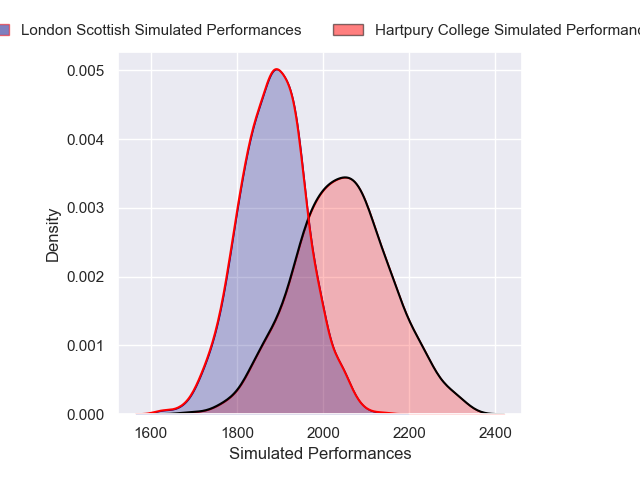 London Scottish Simulated Performances Hartpury College Simulated
0.005
0.004
0.003
0.002
0.001
0.000
Density
1600 1800 2000 2200 2400
Simulated Performances